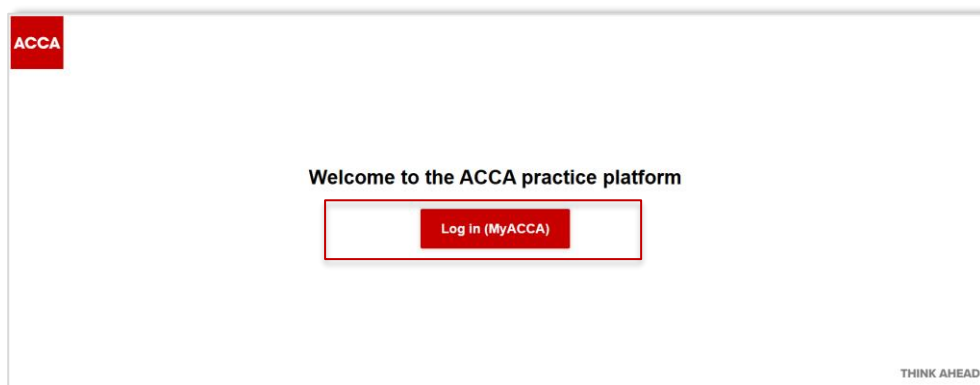 ACCA
Welcome to the ACCA practice platform
Log in (MyACCA)
THINK AHEAD